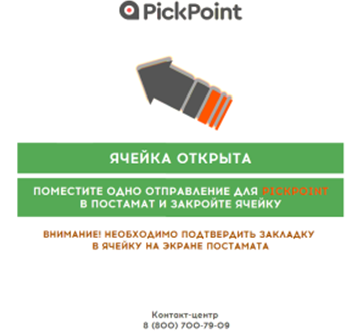 PickPoint
ЯЧЕЙКА ОТКРЫТА
ПОМЕСТИТЕ ОДНО ОТПРАВЛЕНИЕ ДЛЯ PICKPOINT
В ПОСТАМАТ И ЗАКРОЙТЕ ЯЧЕЙКУ
ВНИМАНИЕ! НЕОБХОДИМО ПОДТВЕРДИТЬ ЗАКЛАДКУ
В ЯЧЕЙКУ НА ЭКРАНЕ ПОСТАМАТА
Контакт-центр
8 (800) 700-79-09